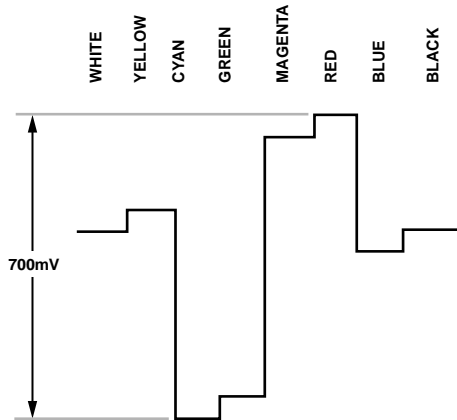 WHITE
YELLOW
CYAN
GREEN
MAGENTA
RED
BLUE
BLACK
700mV